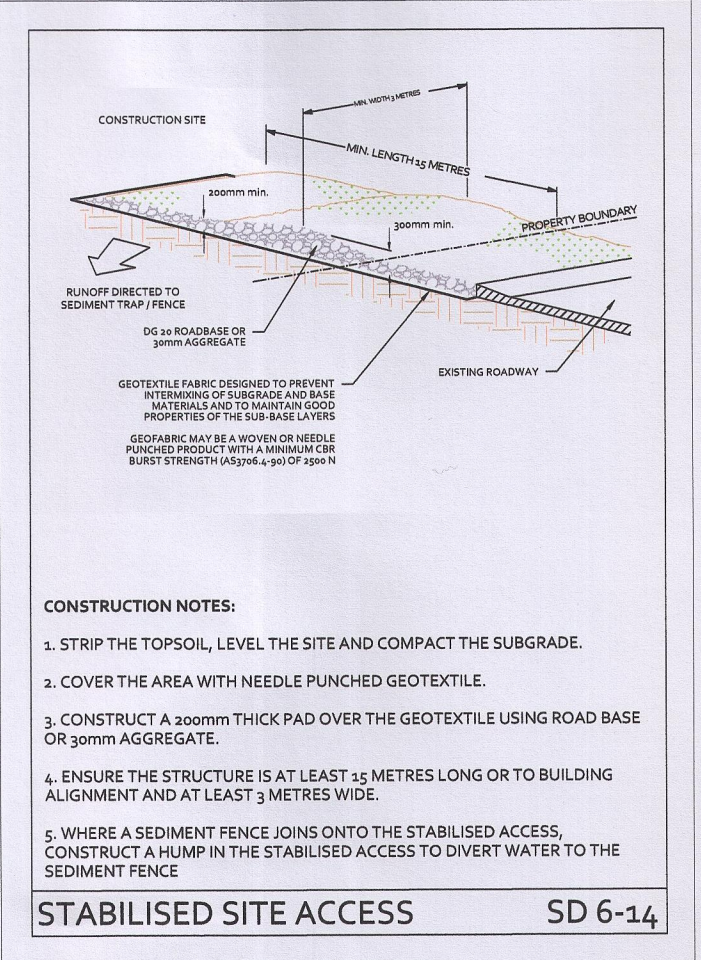 MIN. WIDTH 3 METRES
CONSTRUCTION SITE
MIN. LENGTH 15 METRES
200mm min.
PROPERTY BOUNDARY
300mm min.
RUNOFF DIRECTED TO
SEDIMENT TRAP / FENCE
DG 20 ROADBASE OR
30mm AGGREGATE
EXISTING ROADWAY
GEOTEXTILE FABRIC DESIGNED TO PREVENT
INTERMIXING OF SUBGRADE AND BASE
MATERIALS AND TO MAINTAIN GOOD
PROPERTIES OF THE SUB-BASE LAYERS
GEOFABRIC MAY BE A WOVEN OR NEEDLE
PUNCHED PRODUCT WITH A MINIMUM CBR
BURST STRENGTH (AS3706.4-90) OF 2500 N
CONSTRUCTION NOTES:
1. STRIP THE TOPSOIL, LEVEL THE SITE AND COMPACT THE SUBGRADE.
2. COVER THE AREA WITH NEEDLE PUNCHED GEOTEXTILE.
3. CONSTRUCT A 200mm THICK PAD OVER THE GEOTEXTILE USING ROAD BASE
OR 30mm AGGREGATE.
4. ENSURE THE STRUCTURE IS AT LEAST 15 METRES LONG OR TO BUILDING
ALIGNMENT AND AT LEAST 3 METRES WIDE.
5. WHERE A SEDIMENT FENCE JOINS ONTO THE STABILISED ACCESS,
CONSTRUCT A HUMP IN THE STABILISED ACCESS TO DIVERT WATER TO THE
SEDIMENT FENCE
STABILISED SITE ACCESS SD 6-14